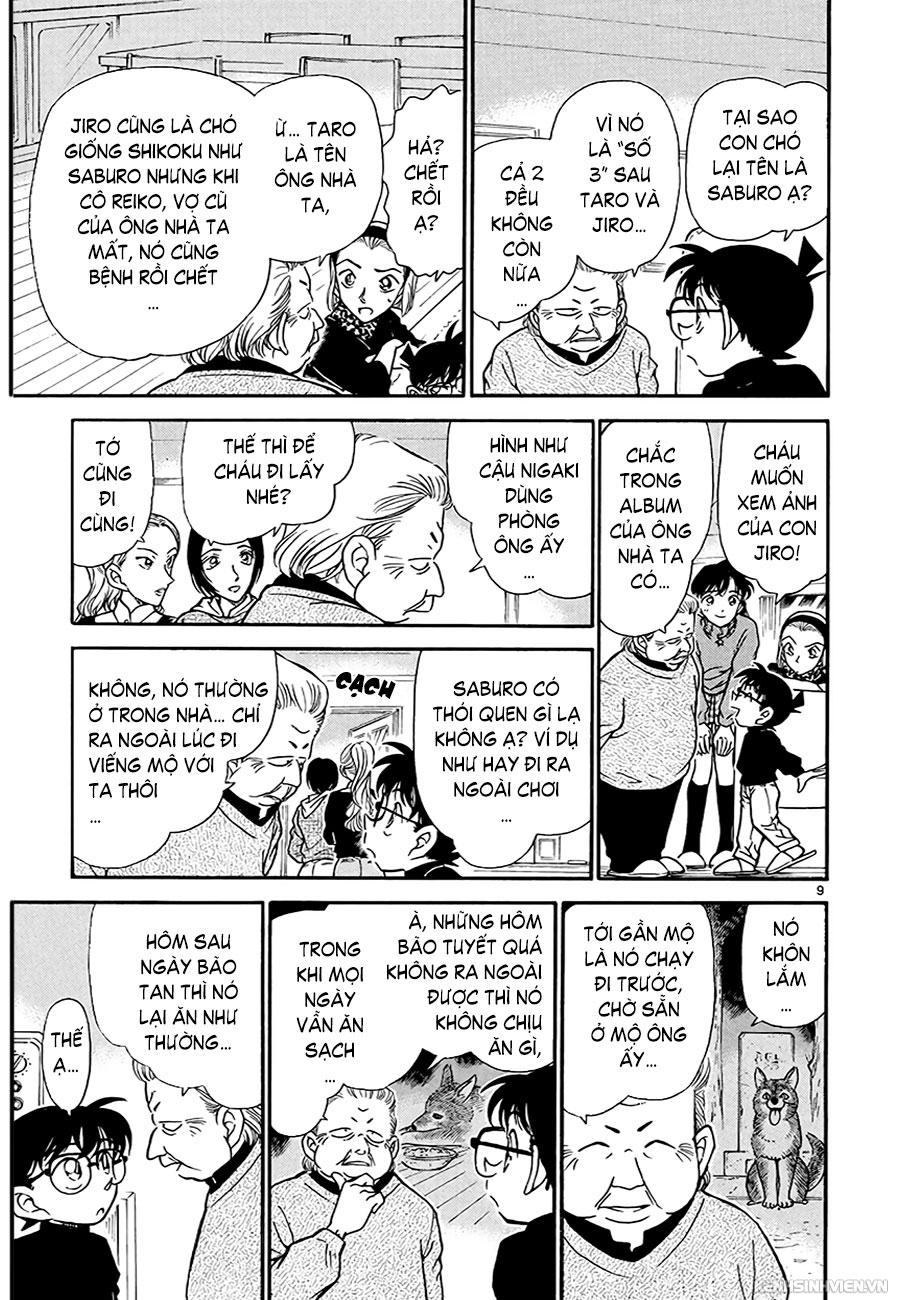 TẠI SAO
CON CHÓ
LẠI TÊN LÀ
SABURO Ạ?
VÌ NÓ
LÀ "SỐ
3" SAU
TARO VÀ
JIRO...
CẢ 2
ĐỀU
KHÔNG
CÒN
NỮA
...
HẢ?
CHẾT
RỒI
Ạ?
Ừ... TARO
LÀ TÊN
ÔNG NHÀ
TA,
JIRO CŨNG LÀ CHÓ
GIỐNG SHIKOKU NHƯ
SABURO NHƯNG KHI
CÔ REIKO, VỢ CŨ
CỦA ÔNG NHÀ TA
MẤT, NÓ CŨNG
BỆNH RỒI CHẾT
...
CHÁU
MUỐN
XEM ẢNH
CỦA CON
JIRO!
CHẮC
TRONG
ALBUM
CỦA ÔNG
NHÀ TA
CÓ...
HÌNH NHƯ
CẬU NIGAKI
DÙNG
PHÒNG
ÔNG ẤY
...
THẾ THÌ ĐỂ
CHÁU ĐI LẤY
NHÉ?
TỚ
CŨNG
ĐI
CÙNG!
SABURO CÓ
THÓI QUEN GÌ LẠ
KHÔNG Ạ? VÍ DỤ
NHƯ HAY ĐI RA
NGOÀI CHƠI
...
CẠCH
KHÔNG, NÓ THƯỜNG
Ở TRONG NHÀ... CHỈ
RA NGOÀI LÚC ĐI
VIẾNG MỘ VỚI
TA THÔI
...
9
NÓ
KHÔN
LẮM
...
TỚI GẦN MỘ
LÀ NÓ CHẠY
ĐI TRƯỚC,
CHỜ SẴN
Ở MỘ ÔNG
ẤY...
À, NHỮNG HÔM
BÀO TUYẾT QUÁ
KHÔNG RA NGOÀI
ĐƯỢC THÌ NÓ
KHÔNG CHỊU
ĂN GÌ,
TRONG
KHI MỌI
NGÀY
VẪN ĂN
SẠCH
...
HÔM SAU
NGÀY BÀO
TAN THÌ NÓ
LẠI ĂN NHƯ
THƯỜNG...
THẾ
Ạ...